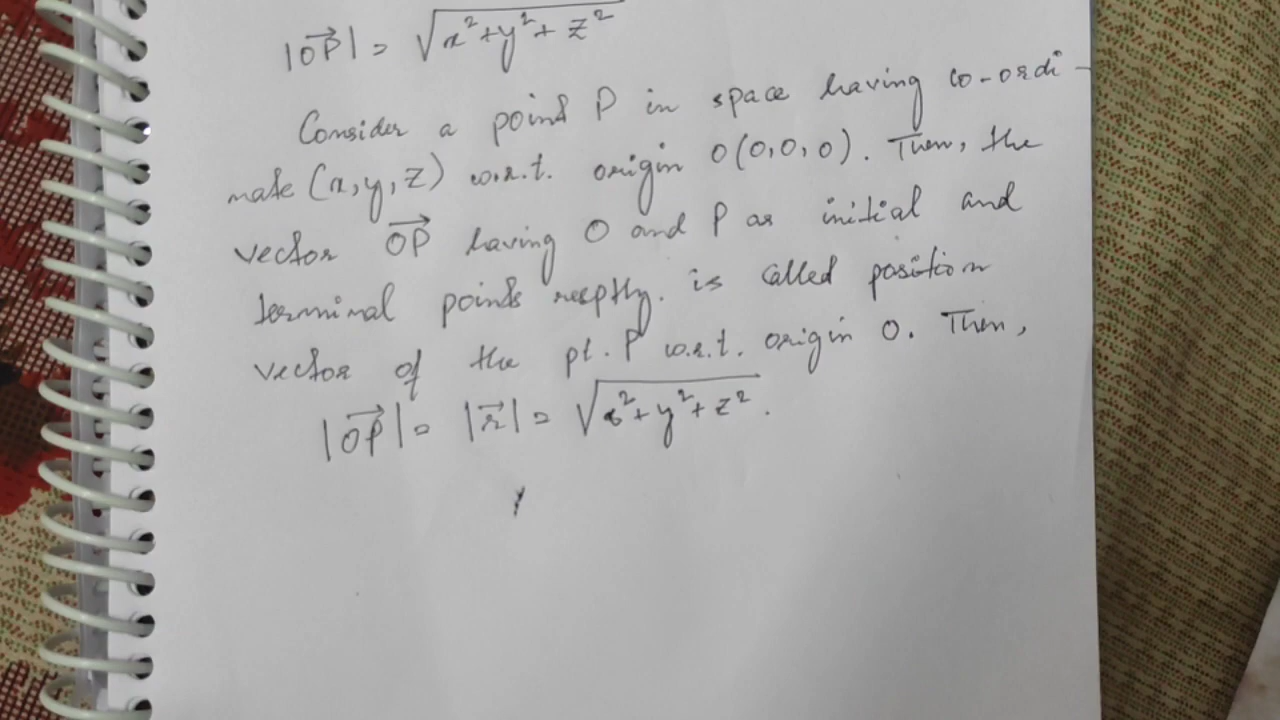 |OP⃗| = √x²+y²+z²
Consider a point P in space having co-ordi-
nate (x,y,z) w.r.t. origin O(0,0,0). Then, the
vector OP⃗ having O and P as initial and
terminal points resptly. is called position
vector of the pt. P w.r.t. origin O. Then,
|OP⃗| = |r⃗| = √x²+y²+z².